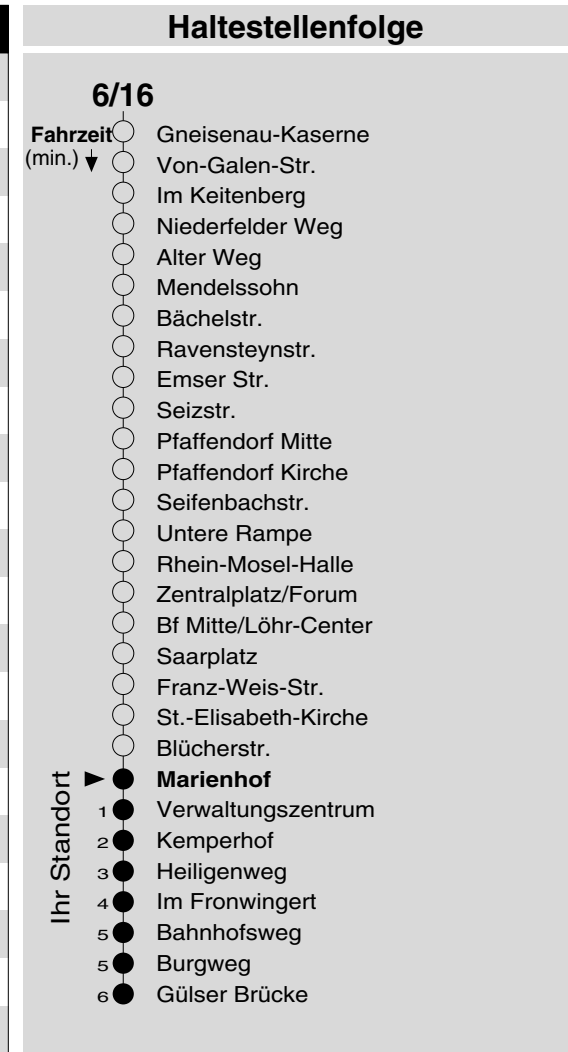 Haltestellenfolge
6/16
Fahrzeit
(min.)
Gneisenau-Kaserne
Von-Galen-Str.
Im Keitenberg
Niederfelder Weg
Alter Weg
Mendelssohn
Bächelstr.
Ravensteynstr.
Emser Str.
Seizstr.
Pfaffendorf Mitte
Pfaffendorf Kirche
Seifenbachstr.
Untere Rampe
Rhein-Mosel-Halle
Zentralplatz/Forum
Bf Mitte/Löhr-Center
Saarplatz
Franz-Weis-Str.
St.-Elisabeth-Kirche
Blücherstr.
Ihr Standort
Marienhof
1 Verwaltungszentrum
2 Kemperhof
3 Heiligenweg
4 Im Fronwingert
5 Bahnhofsweg
5 Burgweg
6 Gülser Brücke